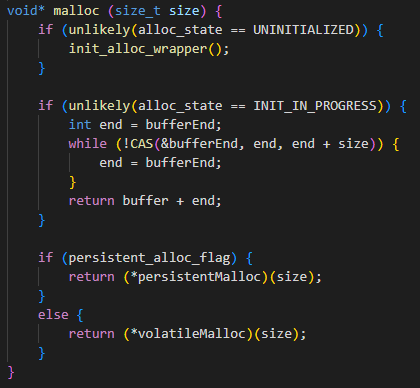 void* malloc (size_t size) {
    if (unlikely(alloc_state == UNINITIALIZED)) {
        init_alloc_wrapper();
    }

    if (unlikely(alloc_state == INIT_IN_PROGRESS)) {
        int end = bufferEnd;
        while (!CAS(&bufferEnd, end, end + size)) {
            end = bufferEnd;
        }
        return buffer + end;
    }

    if (persistent_alloc_flag) {
        return (*persistentMalloc)(size);
    }
    else {
        return (*volatileMalloc)(size);
    }
}